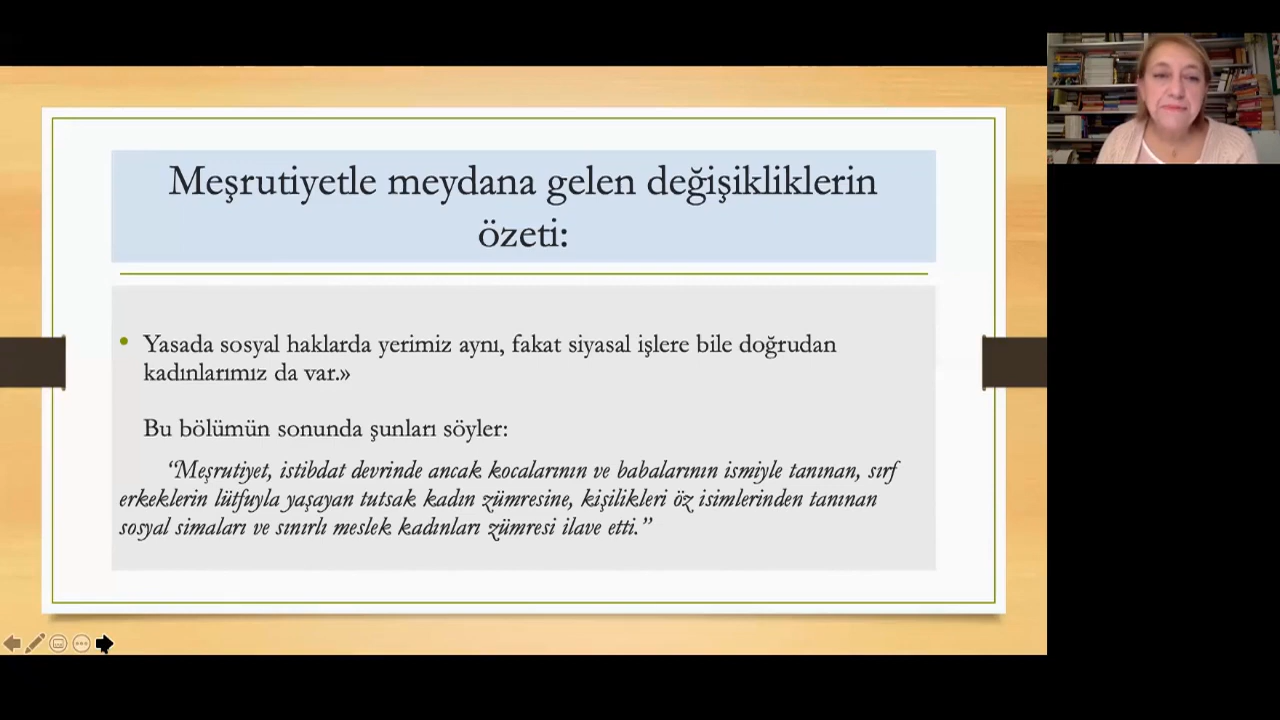 Meşrutiyetle meydana gelen değişikliklerin
özeti:
• Yasada sosyal haklarda yerimiz aynı, fakat siyasal işlere bile doğrudan
kadınlarımız da var.»
Bu bölümün sonunda şunları söyler:
“Meşrutiyet, istibdat devrinde ancak kocalarının ve babalarının ismiyle tanınan, sırf
erkeklerin lütfuyla yaşayan tutsak kadın zümresine, kişilikleri öz isimlerinden tanınan
sosyal simaları ve sınırlı meslek kadınları zümresi ilave etti.”